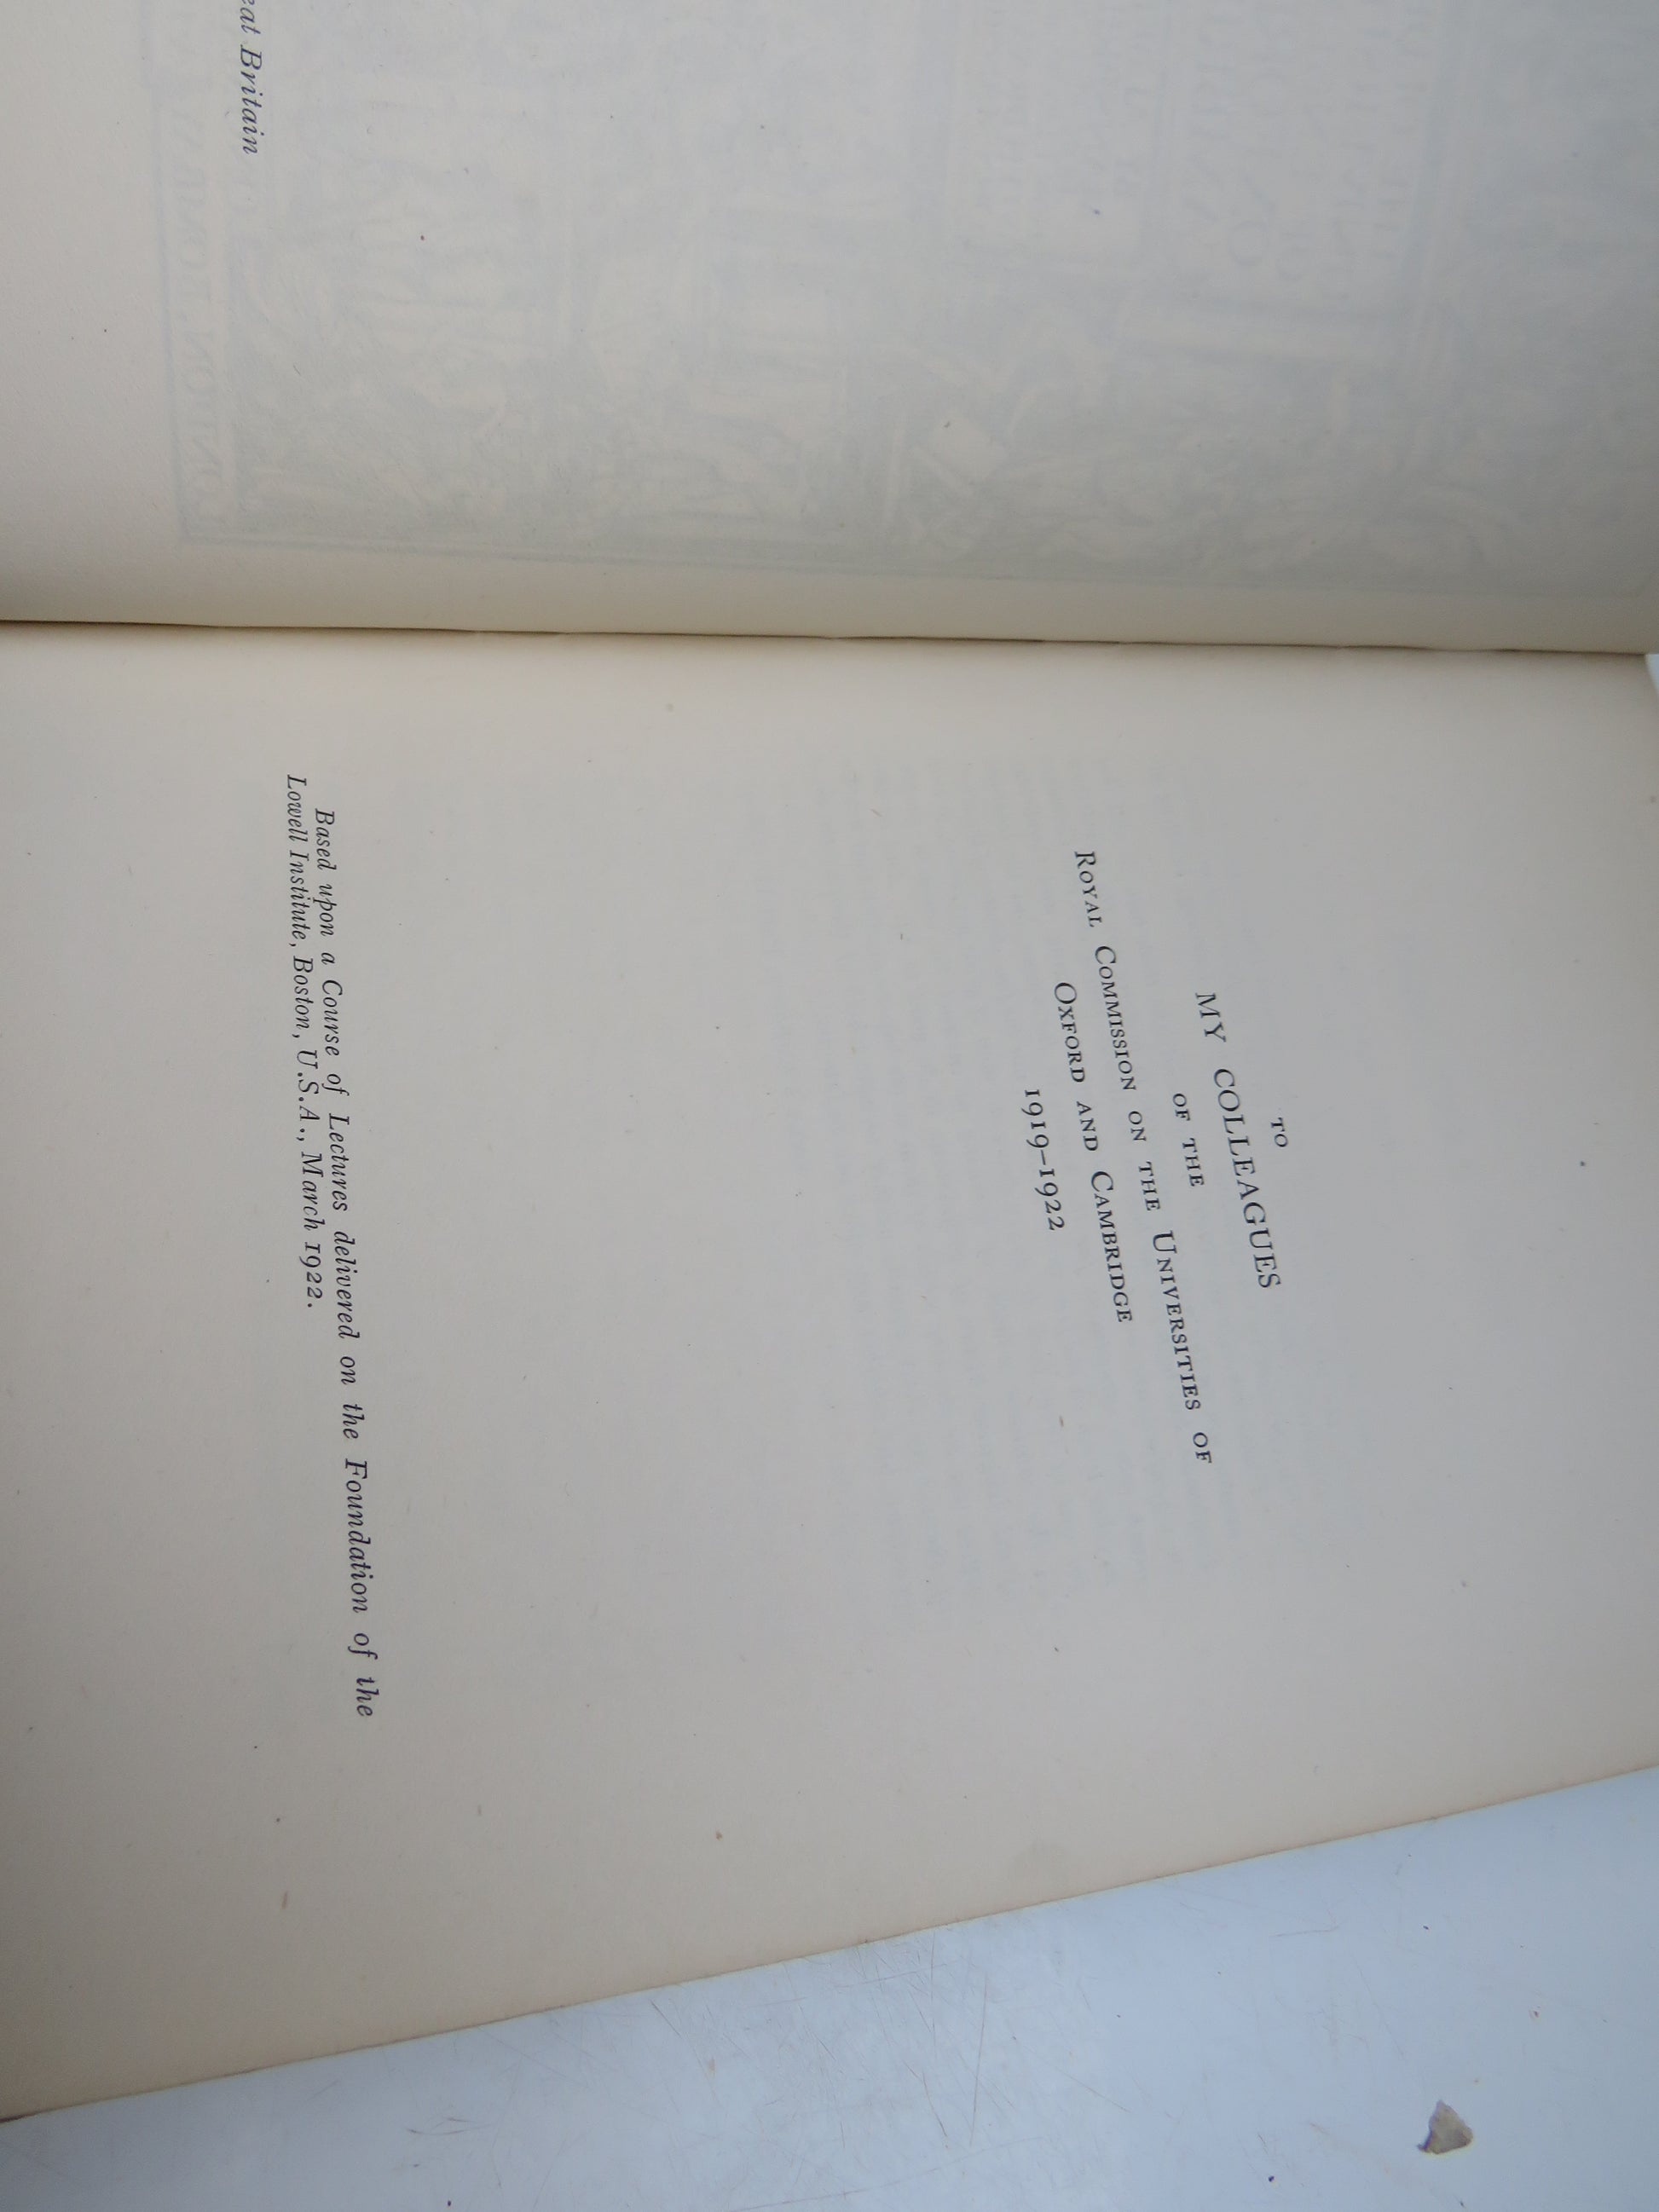 eat Britain
TO
MY COLLEAGUES
OF THE
ROYAL COMMISSION ON THE UNIVERSITIES OF
OXFORD AND CAMBRIDGE
1919–1922
Based upon a Course of Lectures delivered on the Foundation of the
Lowell Institute, Boston, U.S.A., March 1922.